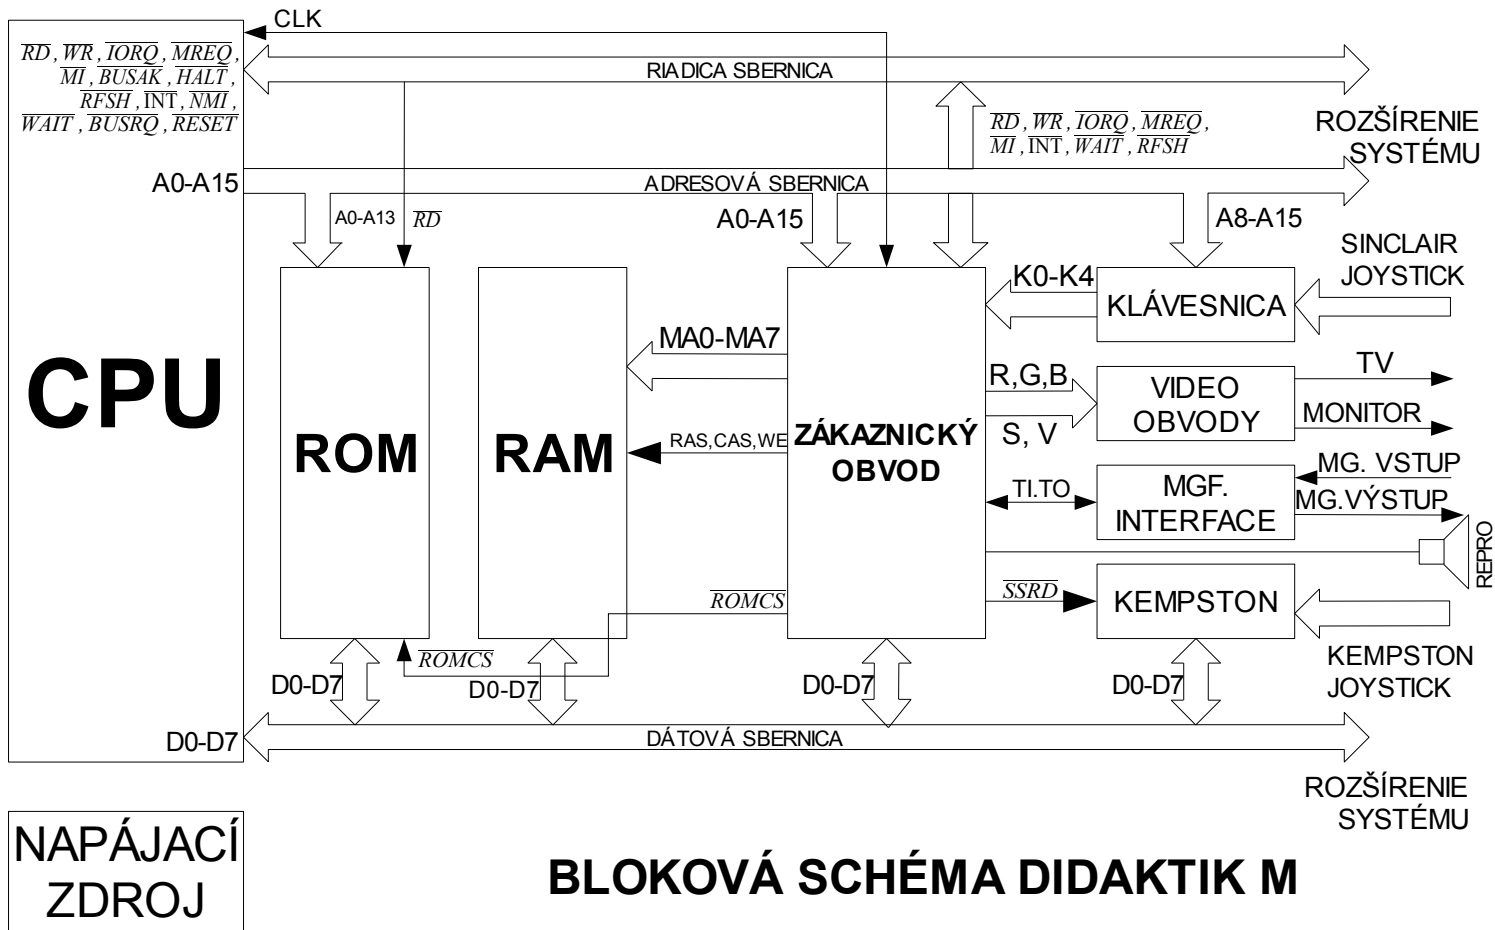 CLK
RD, WR, IORQ, MREQ,
MI, BUSAK, HALT,
RFSH, INT, NMI,
WAIT, BUSRQ, RESET
RIADICA SBERNICA
RD, WR, IORQ, MREQ,
MI, INT, WAIT, RFSH
ROZŠÍRENIE
SYSTÉMU
A0-A15
ADRESOVÁ SBERNICA
A0-A13
RD
A0-A15
A8-A15
SINCLAIR
JOYSTICK
CPU
ROM
RAM
ZÁKAZNICKÝ
OBVOD
MA0-MA7
RAS,CAS,WE
K0-K4
KLÁVESNICA
R,G,B
S, V
VIDEO
OBVODY
TV
MONITOR
TI.TO
MGF.
INTERFACE
MG. VSTUP
MG.VÝSTUP
REPRO
ROMCS
SSRD
KEMPSTON
ROMCS
KEMPSTON
JOYSTICK
D0-D7
D0-D7
D0-D7
D0-D7
D0-D7
DÁTOVÁ SBERNICA
ROZŠÍRENIE
SYSTÉMU
NAPÁJACÍ
ZDROJ
BLOKOVÁ SCHÉMA DIDAKTIK M